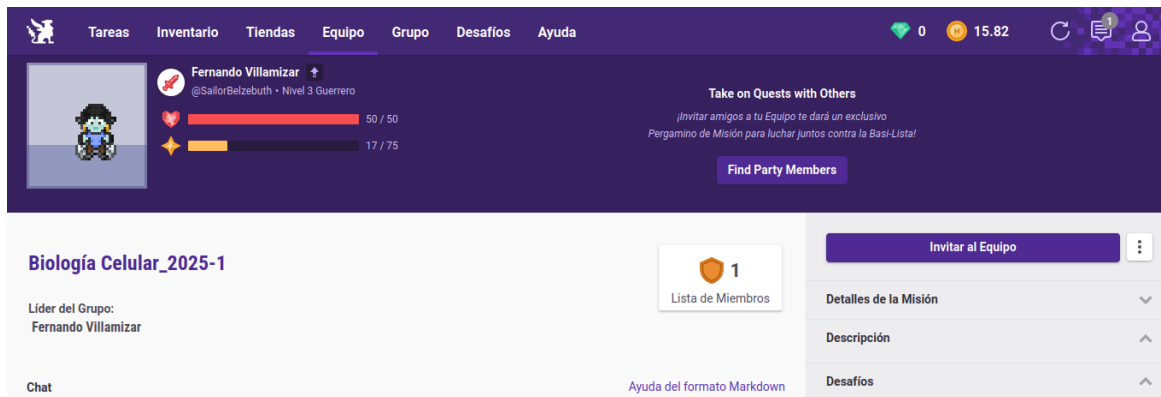 Tareas Inventario Tiendas Equipo Grupo Desafíos Ayuda 0 15.82 1
Fernando Villamizar
@SailorBelzebuth • Nivel 3 Guerrero
50 / 50
17 / 75
Take on Quests with Others
¡Invitar amigos a tu Equipo te dará un exclusivo
Pergamino de Misión para luchar juntos contra la Basi-Lista!
Find Party Members
Biología Celular_2025-1
Líder del Grupo:
Fernando Villamizar
1
Lista de Miembros
Chat
Ayuda del formato Markdown
Invitar al Equipo
Detalles de la Misión
Descripción
Desafíos